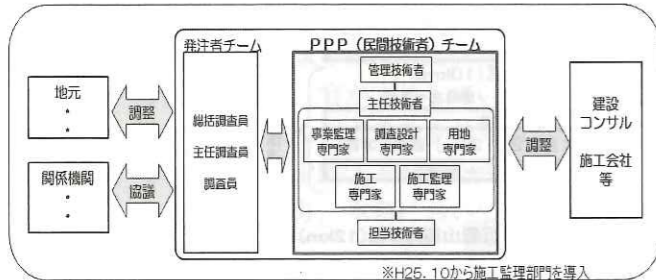 発注者チーム
PPP(民間技術者)チーム
地元
・
・
調整
関係機関
・
・
協議
総括調査員
主任調査員
調査員
管理技術者
主任技術者
事業監理
専門家
調査設計
専門家
用地
専門家
施工
専門家
施工監理
専門家
担当技術者
調整
建設
コンサル
施工会社
等
※H25.10から施工監理部門を導入